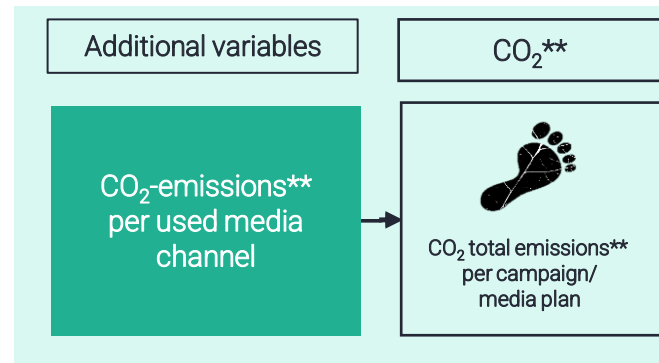 Additional variables
CO₂**
CO₂-emissions**
per used media
channel
CO₂ total emissions**
per campaign/
media plan